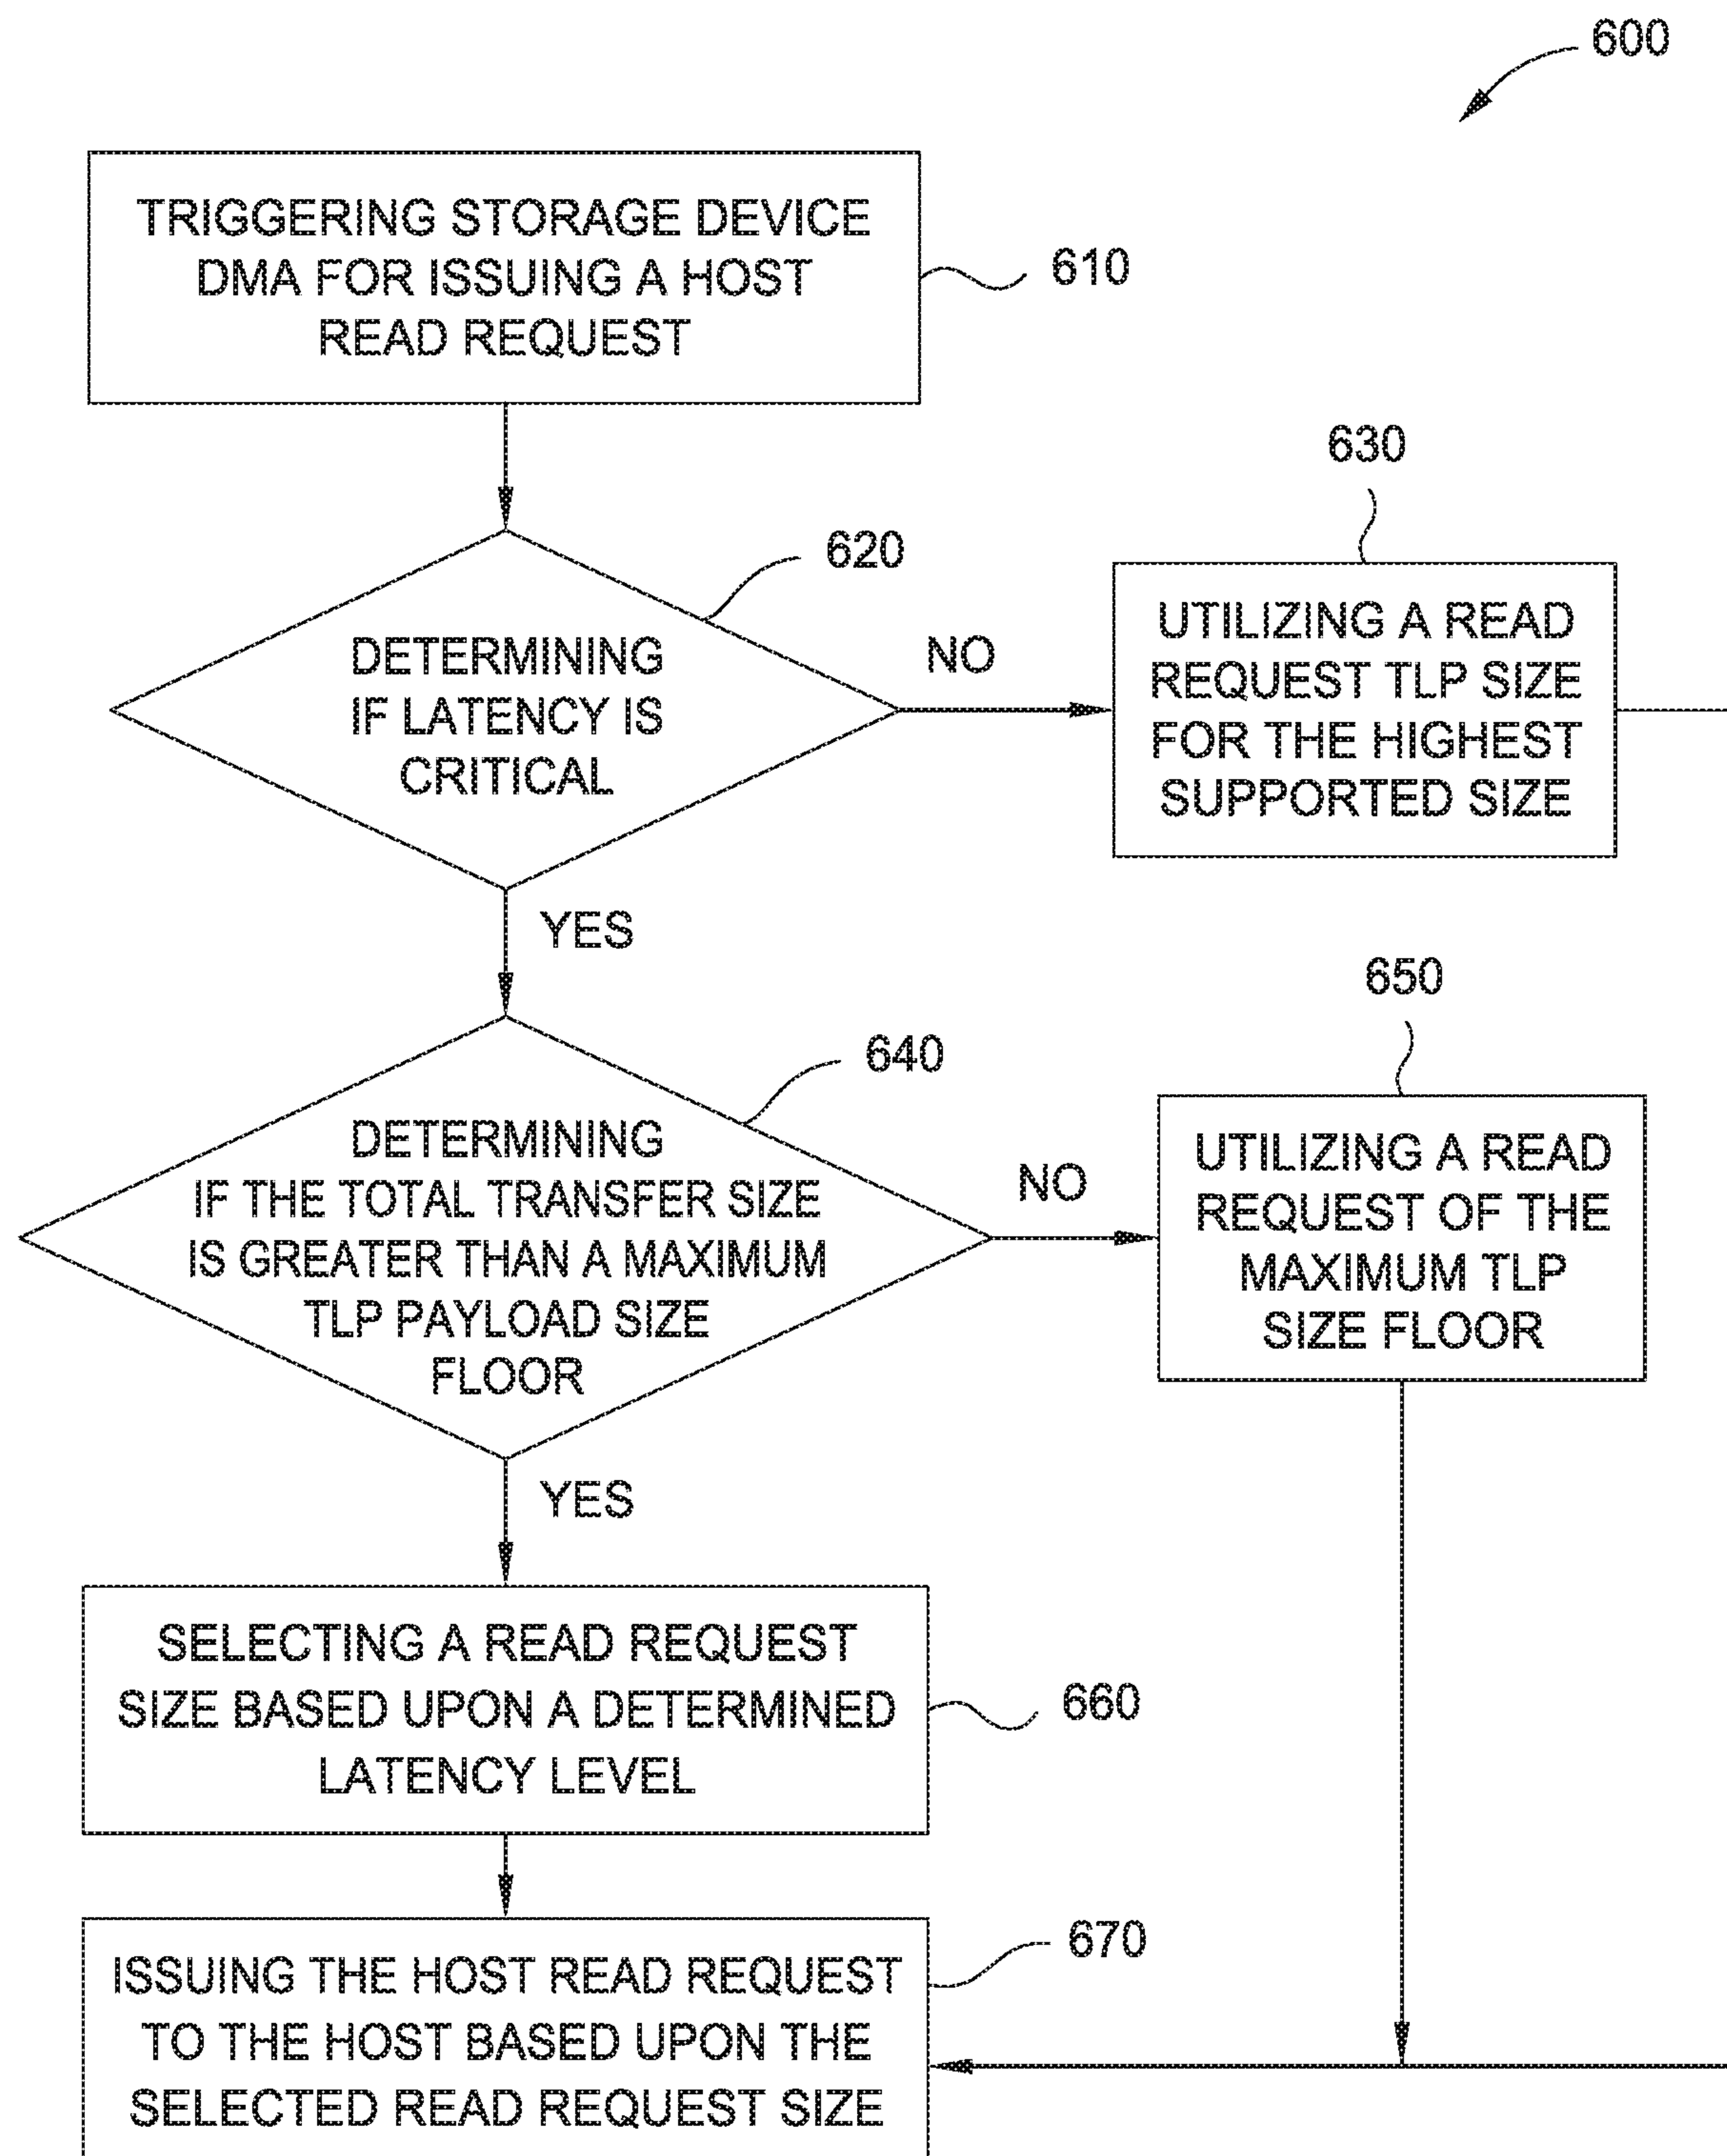 600
TRIGGERING STORAGE DEVICE
DMA FOR ISSUING A HOST
READ REQUEST
610
620
DETERMINING
IF LATENCY IS
CRITICAL
NO
630
UTILIZING A READ
REQUEST TLP SIZE
FOR THE HIGHEST
SUPPORTED SIZE
YES
640
DETERMINING
IF THE TOTAL TRANSFER SIZE
IS GREATER THAN A MAXIMUM
TLP PAYLOAD SIZE
FLOOR
NO
650
UTILIZING A READ
REQUEST OF THE
MAXIMUM TLP
SIZE FLOOR
YES
SELECTING A READ REQUEST
SIZE BASED UPON A DETERMINED
LATENCY LEVEL
660
ISSUING THE HOST READ REQUEST
TO THE HOST BASED UPON THE
SELECTED READ REQUEST SIZE
670